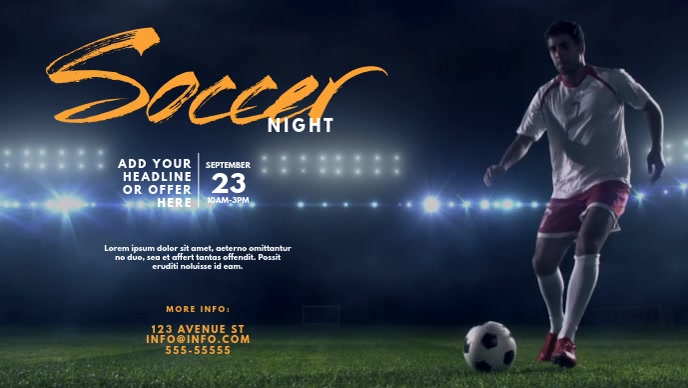 Soccer
NIGHT
ADD YOUR
HEADLINE
OR OFFER
HERE
SEPTEMBER
23
10AM-3PM
Lorem ipsum dolor sit amet, aeterno omittantur
no duo, sea et affert tantas offendit. Possit
eruditi noluisse id eam.
MORE INFO:
123 AVENUE ST
INFO@INFO.COM
555-55555